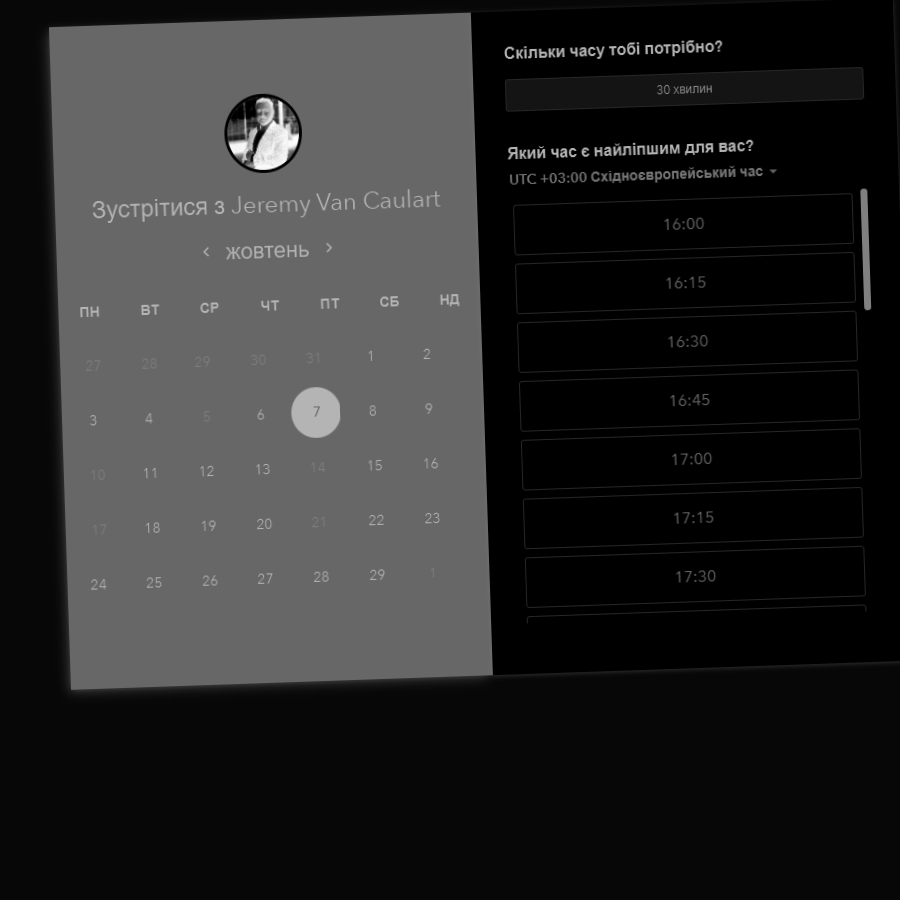 Зустрітися з Jeremy Van Caulart
‹ жовтень ›
ПН ВТ СР ЧТ ПТ СБ НД
27 28 29 30 31 1 2
3 4 5 6 7 8 9
10 11 12 13 14 15 16
17 18 19 20 21 22 23
24 25 26 27 28 29 1
Скільки часу тобі потрібно?
30 хвилин
Який час є найліпшим для вас?
UTC +03:00 Східноєвропейський час
16:00
16:15
16:30
16:45
17:00
17:15
17:30